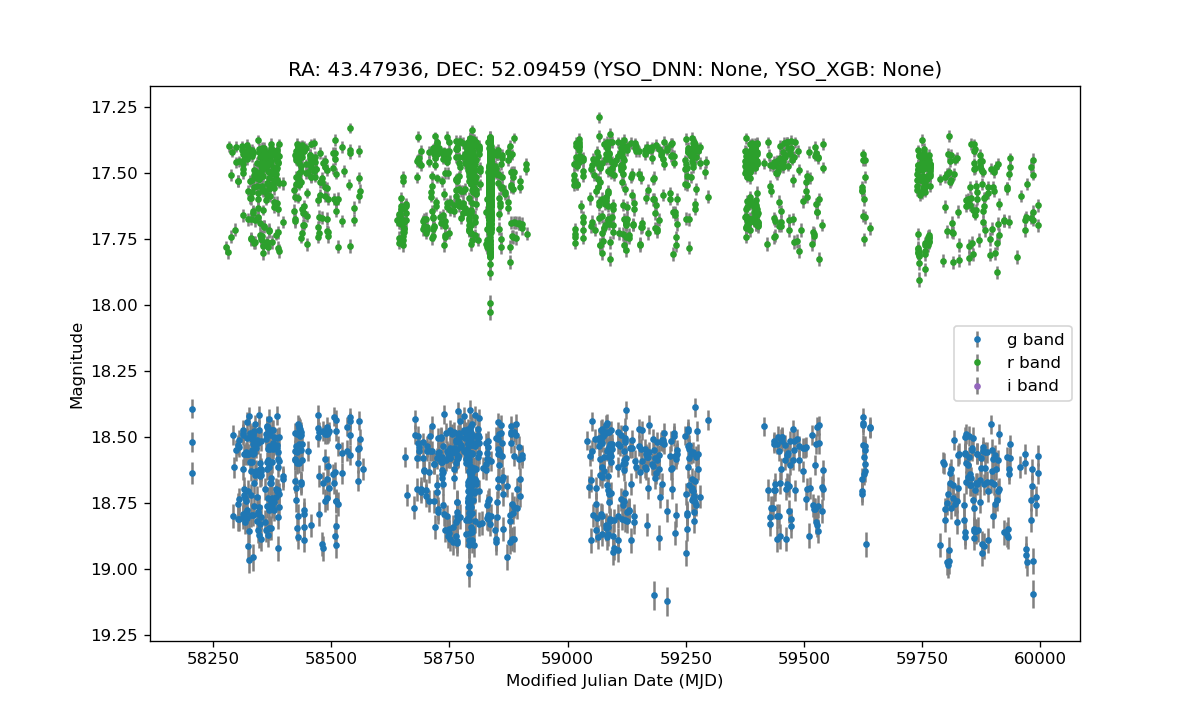 RA: 43.47936, DEC: 52.09459 (YSO_DNN: None, YSO_XGB: None)
17.25
17.50
17.75
18.00
18.25
18.50
18.75
19.00
19.25
Magnitude
g band
r band
i band
58250 58500 58750 59000 59250 59500 59750 60000
Modified Julian Date (MJD)